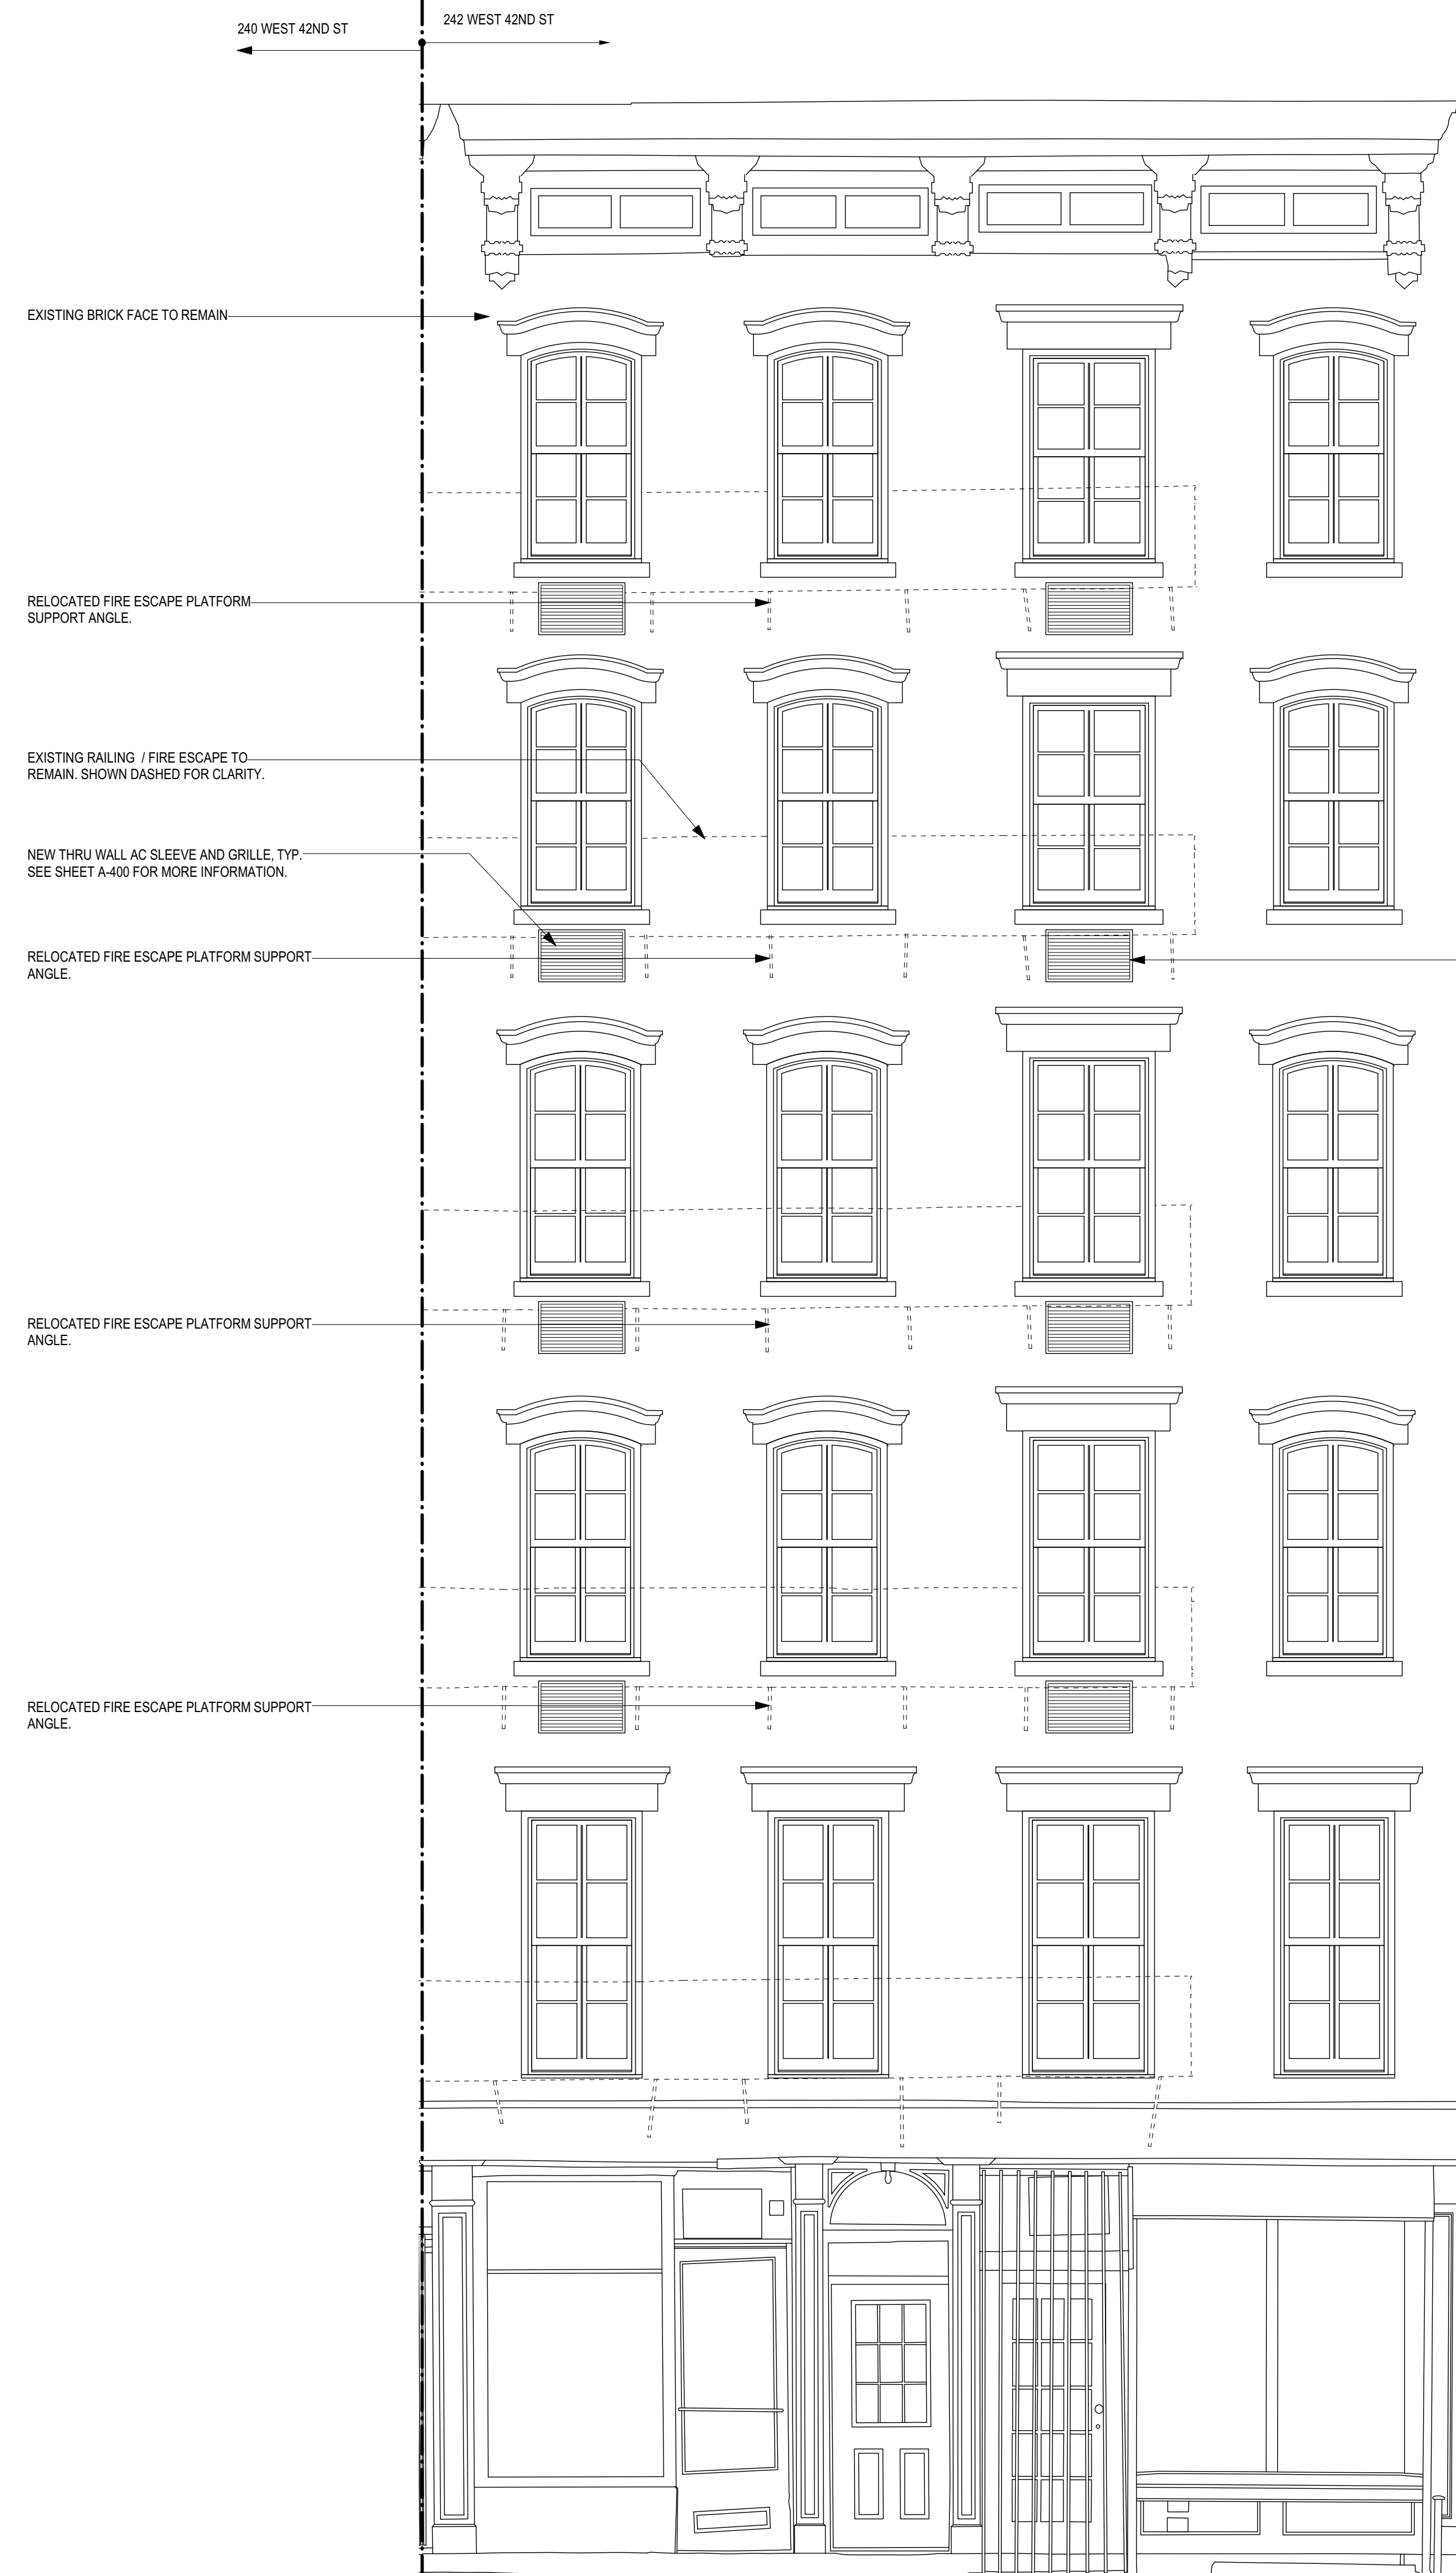 240 WEST 42ND ST
242 WEST 42ND ST
EXISTING BRICK FACE TO REMAIN
RELOCATED FIRE ESCAPE PLATFORM
SUPPORT ANGLE.
EXISTING RAILING / FIRE ESCAPE TO
REMAIN. SHOWN DASHED FOR CLARITY.
NEW THRU WALL AC SLEEVE AND GRILLE, TYP.
SEE SHEET A-400 FOR MORE INFORMATION.
RELOCATED FIRE ESCAPE PLATFORM SUPPORT
ANGLE.
RELOCATED FIRE ESCAPE PLATFORM SUPPORT
ANGLE.
RELOCATED FIRE ESCAPE PLATFORM SUPPORT
ANGLE.